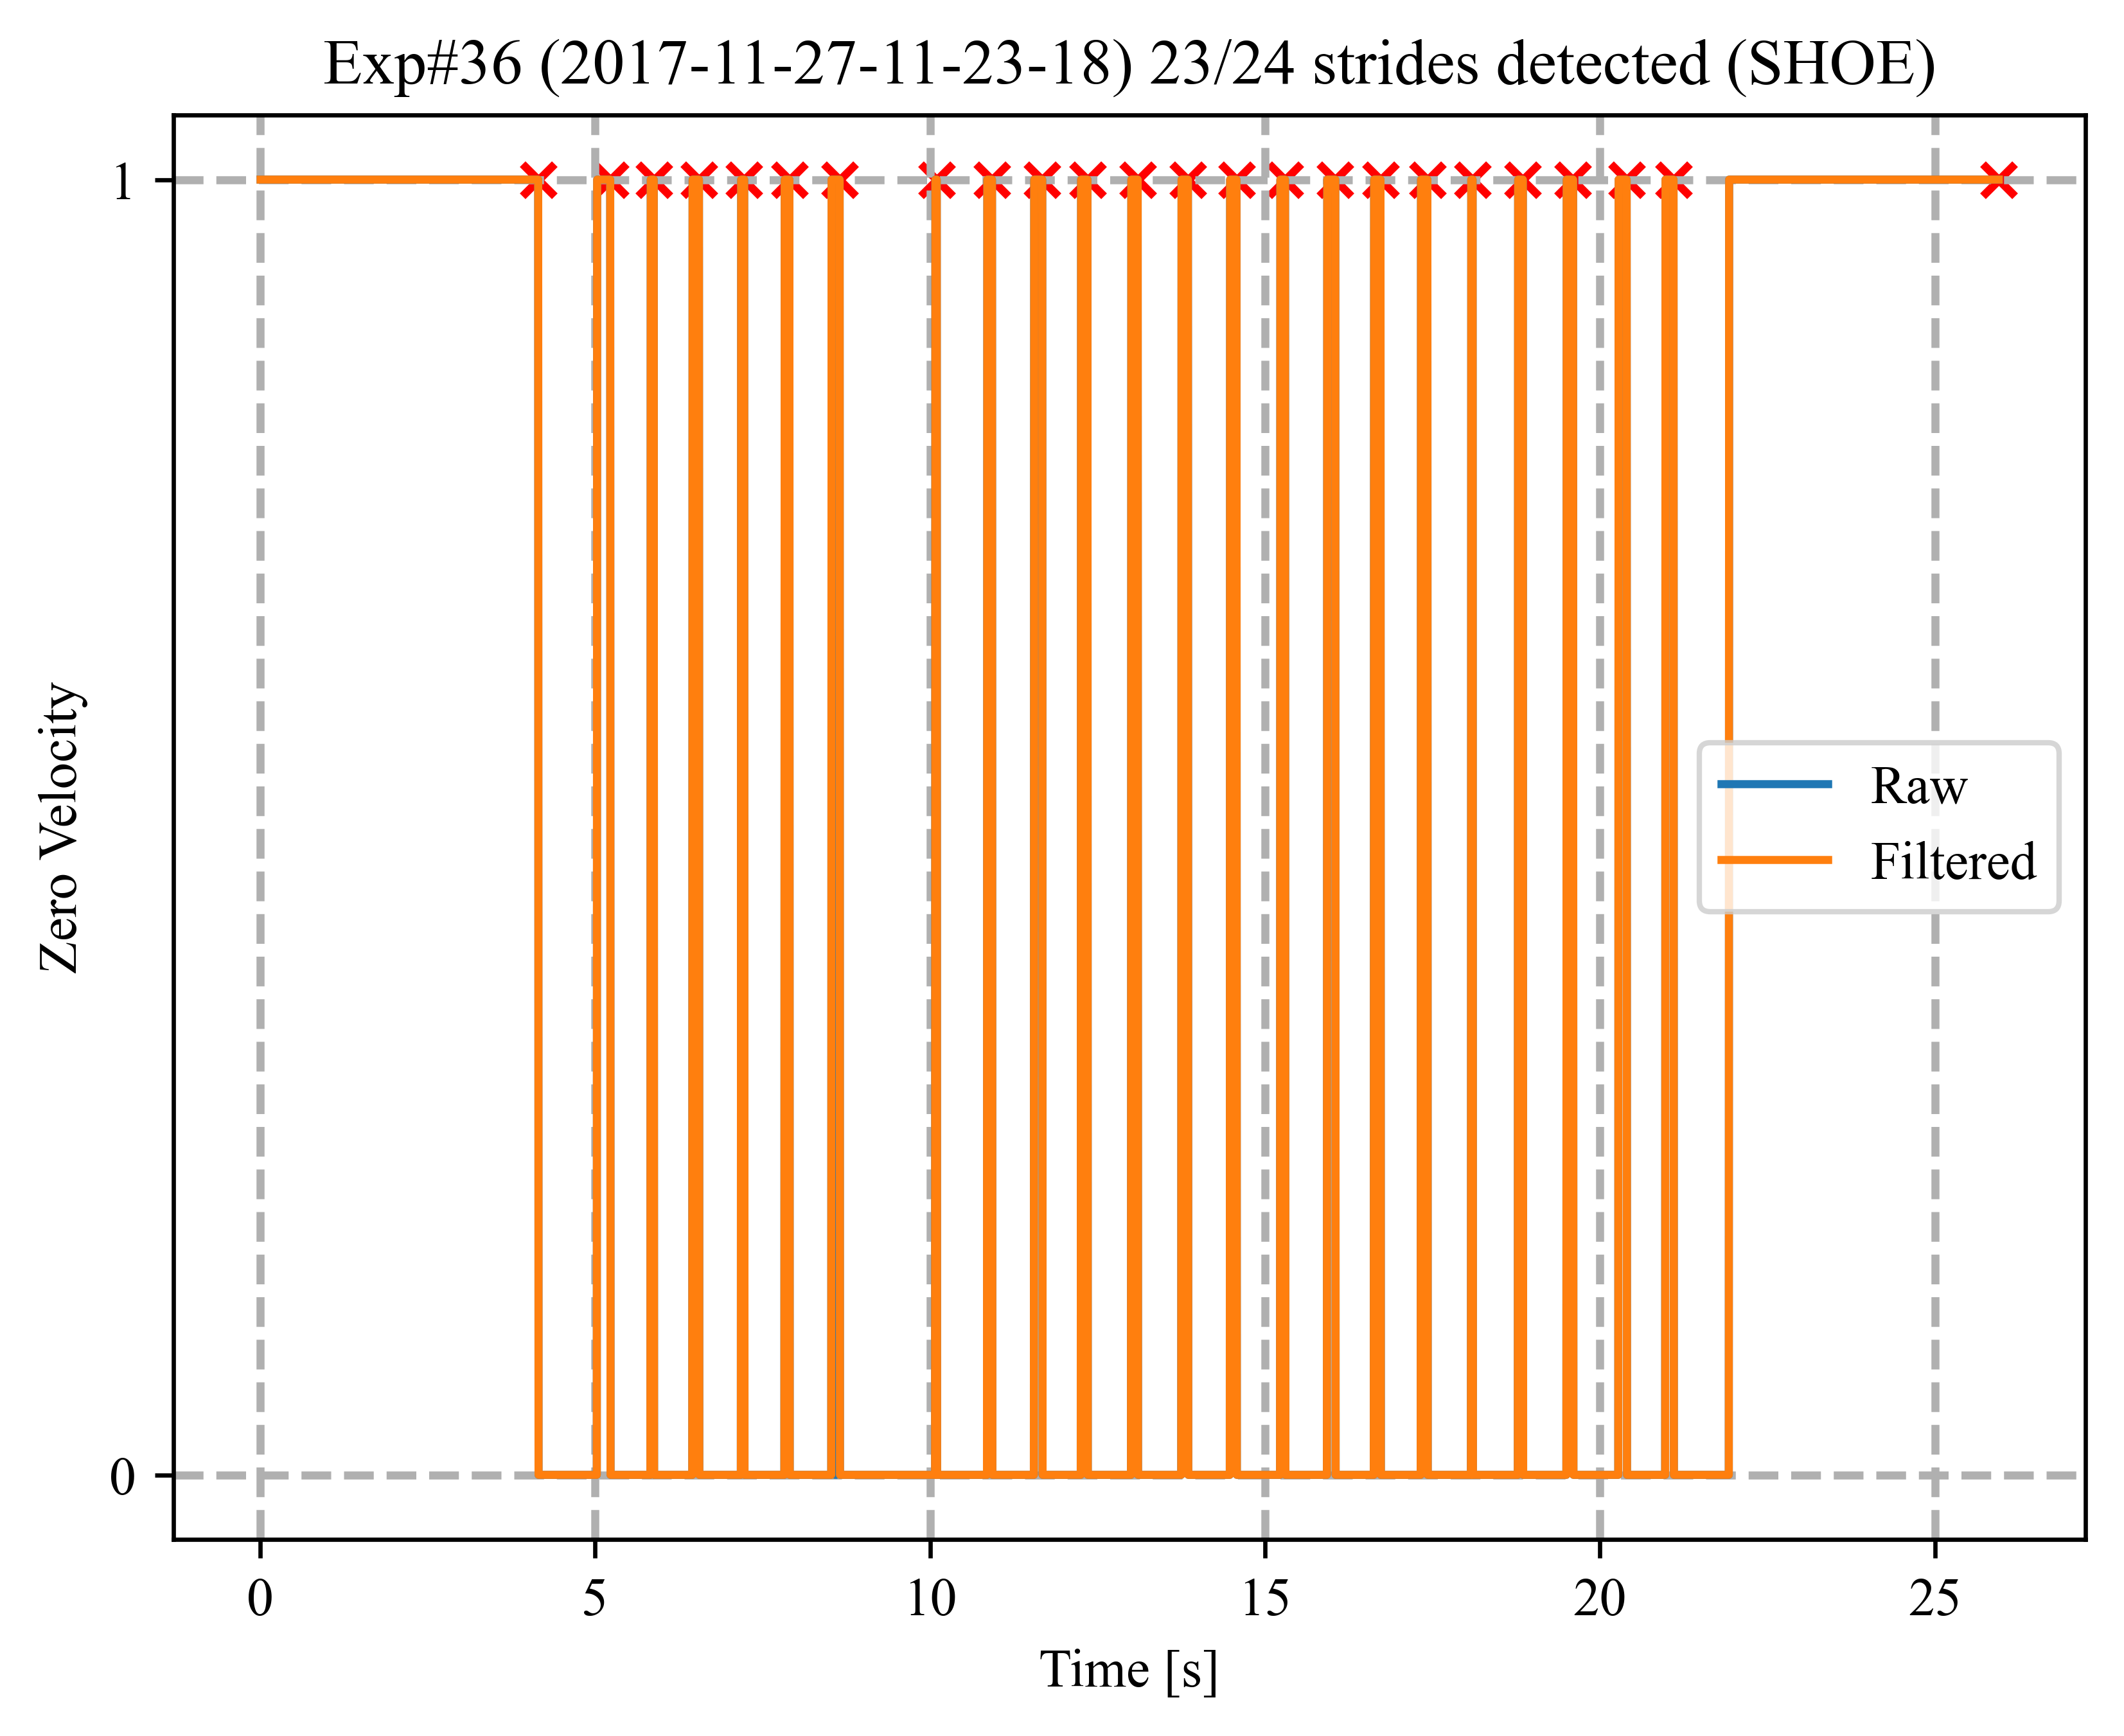 Exp#36 (2017-11-27-11-23-18) 23/24 strides detected (SHOE)
1
Zero Velocity
Raw
Filtered
0
0 5 10 15 20 25
Time [s]